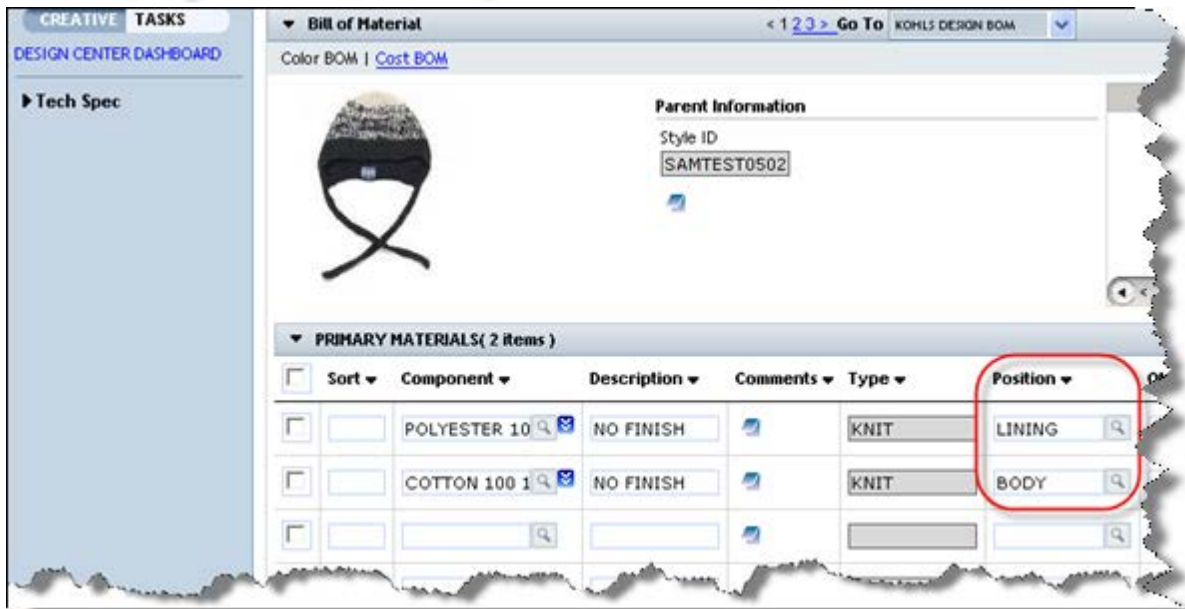 CREATIVE TASKS
DESIGN CENTER DASHBOARD
Tech Spec
Bill of Material
< 1 2 3 > Go To KOHLS DESIGN BOM
Color BOM | Cost BOM
Parent Information
Style ID
SAMTEST0502
PRIMARY MATERIALS( 2 items )
Sort Component Description Comments Type Position
POLYESTER 10 NO FINISH KNIT LINING
COTTON 100 1 NO FINISH KNIT BODY